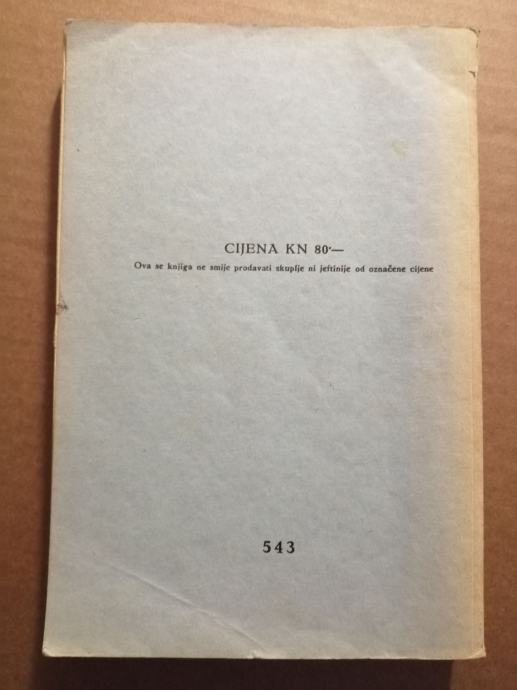 CIJENA KN 80·—
Ova se knjiga ne smije prodavati skuplje ni jeftinije od označene cijene
543